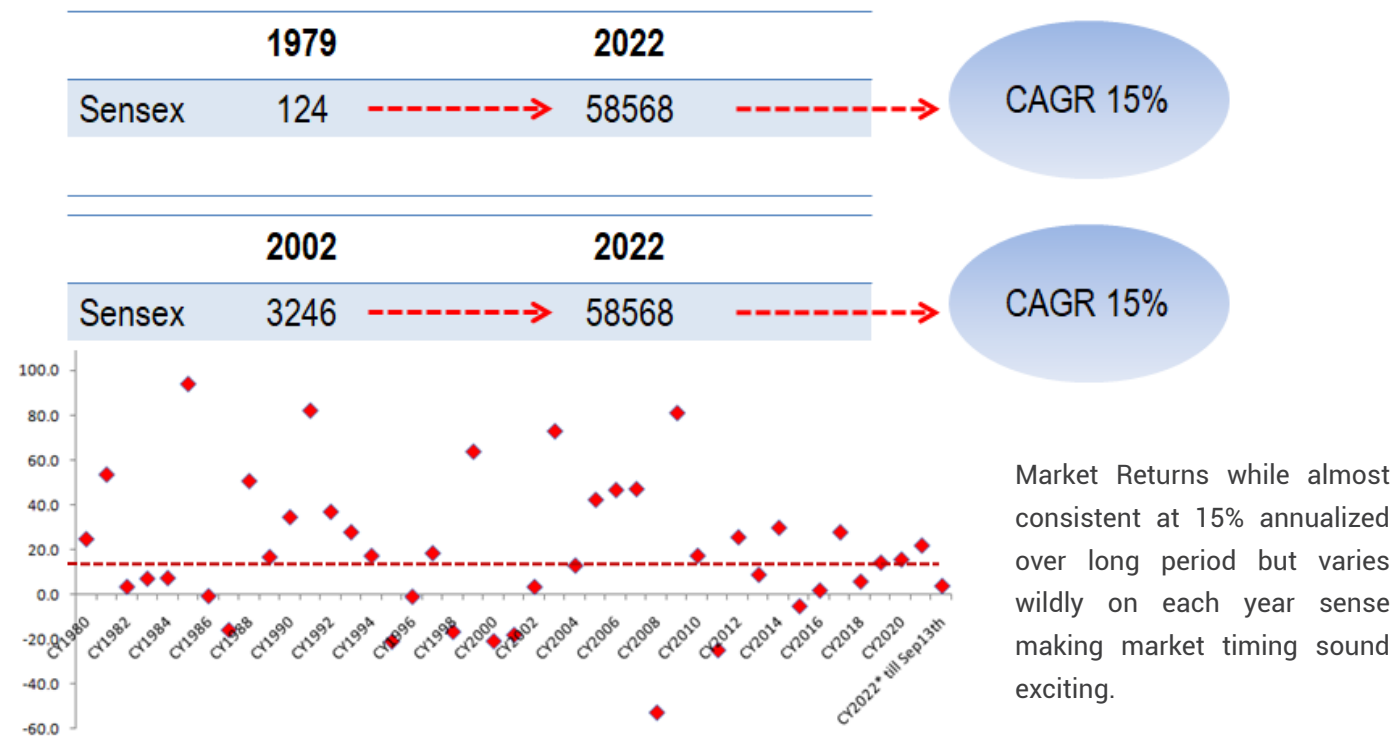 1979 2022
Sensex 124 58568 CAGR 15%
2002 2022
Sensex 3246 58568 CAGR 15%
100.0
80.0
60.0
40.0
20.0
0.0
-20.0
-40.0
-60.0
CY1980 CY1982 CY1984 CY1986 CY1988 CY1990 CY1992 CY1994 CY1996 CY1998 CY2000 CY2002 CY2004 CY2006 CY2008 CY2010 CY2012 CY2014 CY2016 CY2018 CY2020 CY2022* till Sep13th
Market Returns while almost
consistent at 15% annualized
over long period but varies
wildly on each year sense
making market timing sound
exciting.